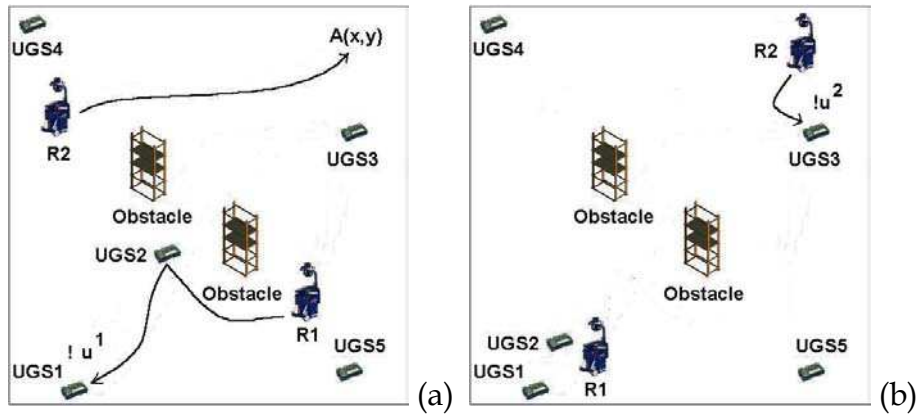 UGS4
A(x,y)
R2
UGS3
Obstacle
UGS2
Obstacle
R1
! u¹
UGS1
UGS5
(a)
UGS4
R2
!u²
UGS3
Obstacle
Obstacle
UGS2
UGS1
R1
UGS5
(b)